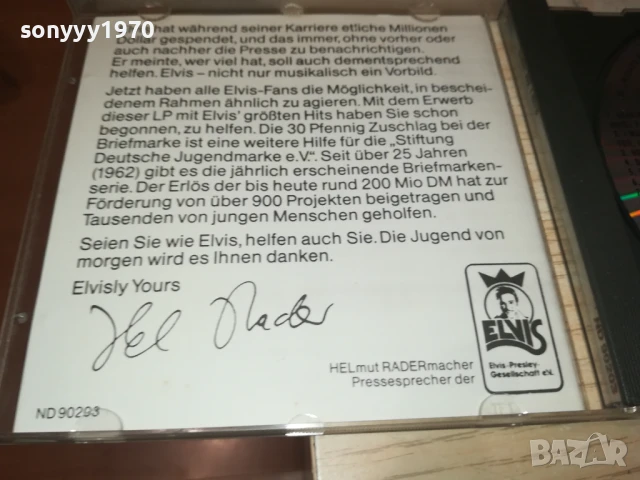 sonyyy1970
hat während seiner Karriere etliche Millionen
Dollar gespendet, und das immer, ohne vorher oder
auch nachher die Presse zu benachrichtigen.
Er meinte, wer viel hat, soll auch dementsprechend
helfen. Elvis – nicht nur musikalisch ein Vorbild.
Jetzt haben alle Elvis-Fans die Möglichkeit, in beschei-
denem Rahmen ähnlich zu agieren. Mit dem Erwerb
dieser LP mit Elvis' größten Hits haben Sie schon
begonnen, zu helfen. Die 30 Pfennig Zuschlag bei der
Briefmarke ist eine weitere Hilfe für die „Stiftung
Deutsche Jugendmarke e.V.". Seit über 25 Jahren
(1962) gibt es die jährlich erscheinende Briefmarken-
serie. Der Erlös der bis heute rund 200 Mio DM hat zur
Förderung von über 900 Projekten beigetragen und
Tausenden von jungen Menschen geholfen.
Seien Sie wie Elvis, helfen auch Sie. Die Jugend von
morgen wird es Ihnen danken.
Elvisly Yours
Hel Rader
HELmut RADERmacher
Pressesprecher der
ELVIS
Elvis-Presley-
Gesellschaft e.V.
ND 90293
BAZAR